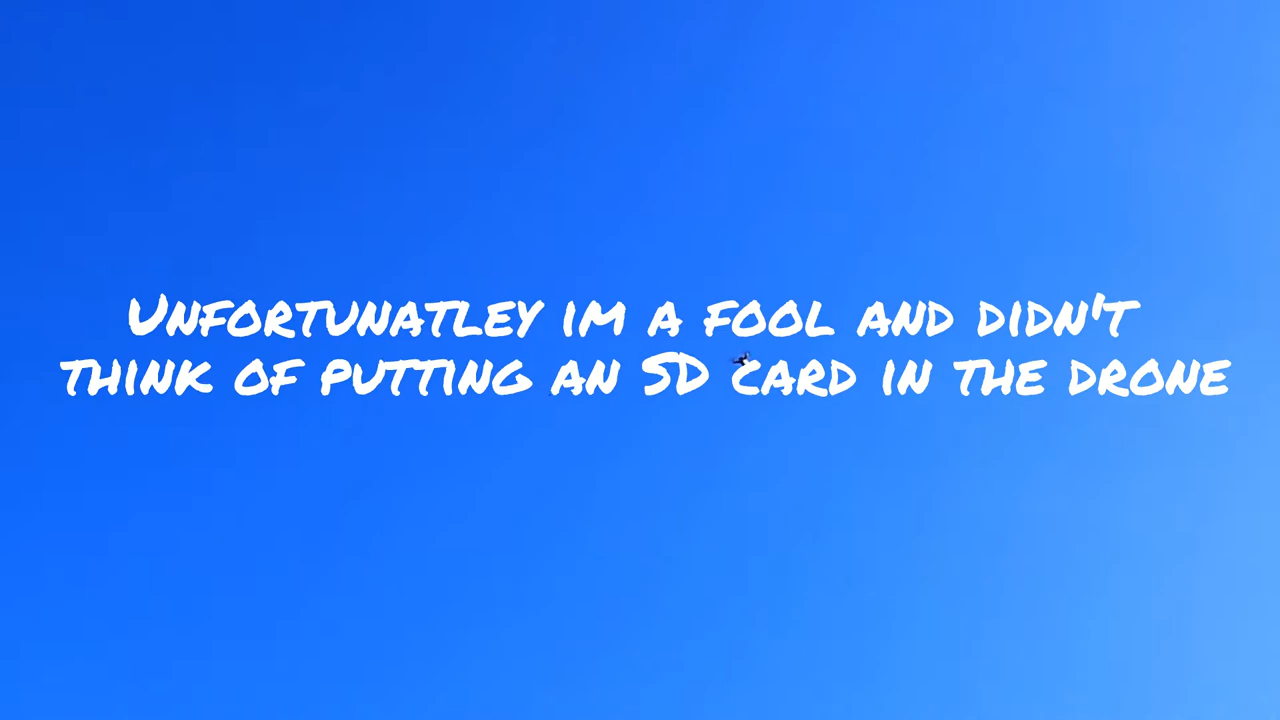 Unfortunatley im a fool and didn't
think of putting an SD card in the drone